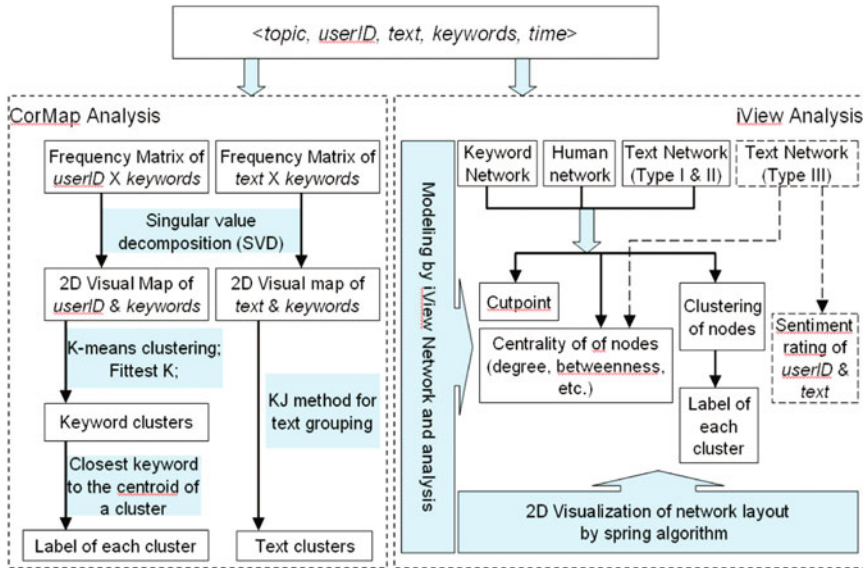 <topic, userID, text, keywords, time>
CorMap Analysis
Frequency Matrix of
userID X keywords
Frequency Matrix of
text X keywords
Singular value
decomposition (SVD)
2D Visual Map of
userID & keywords
2D Visual map of
text & keywords
K-means clustering;
Fittest K;
KJ method for
text grouping
Keyword clusters
Closest keyword
to the centroid of
a cluster
Label of each cluster
Text clusters
iView Analysis
Modeling by iView Network and analysis
Keyword
Network
Human
network
Text Network
(Type I & II)
Text Network
(Type III)
Cutpoint
Centrality of of nodes
(degree, betweenness,
etc.)
Clustering
of nodes
Sentiment
rating of
userID &
text
Label of
each
cluster
2D Visualization of network layout
by spring algorithm